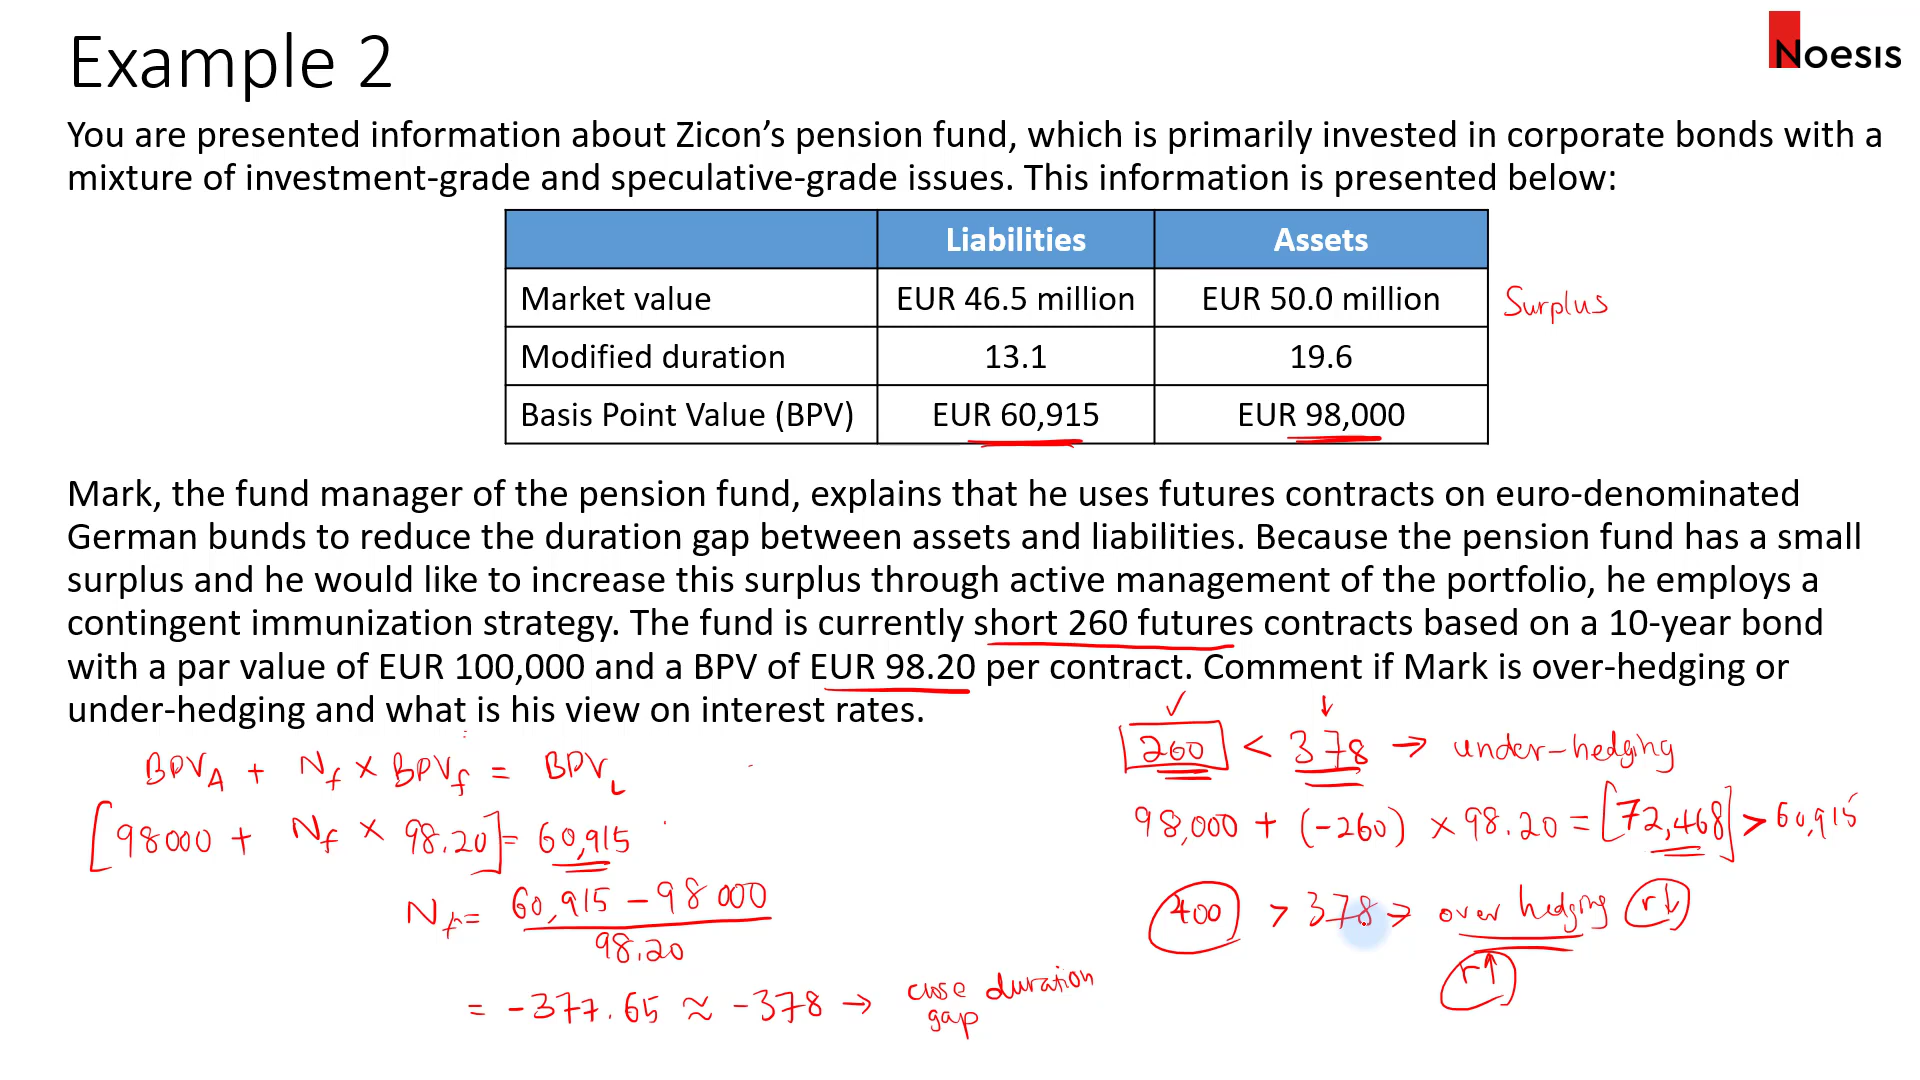 Example 2
Noesis
You are presented information about Zicon’s pension fund, which is primarily invested in corporate bonds with a
mixture of investment-grade and speculative-grade issues. This information is presented below:
Liabilities Assets
Market value EUR 46.5 million EUR 50.0 million Surplus
Modified duration 13.1 19.6
Basis Point Value (BPV) EUR 60,915 EUR 98,000
Mark, the fund manager of the pension fund, explains that he uses futures contracts on euro-denominated
German bunds to reduce the duration gap between assets and liabilities. Because the pension fund has a small
surplus and he would like to increase this surplus through active management of the portfolio, he employs a
contingent immunization strategy. The fund is currently short 260 futures contracts based on a 10-year bond
with a par value of EUR 100,000 and a BPV of EUR 98.20 per contract. Comment if Mark is over-hedging or
under-hedging and what is his view on interest rates.
BPV_A + N_f × BPV_f = BPV_L
[98000 + N_f × 98.20] = 60,915
N_f = 60,915 – 98 000
98.20
= -377.65 ≈ -378 → close duration
gap
✓ ↓
260 < 378 → under-hedging
98,000 + (-260) × 98.20 = [72,468] > 60,915
400 > 378 → over hedging r↓
r↑